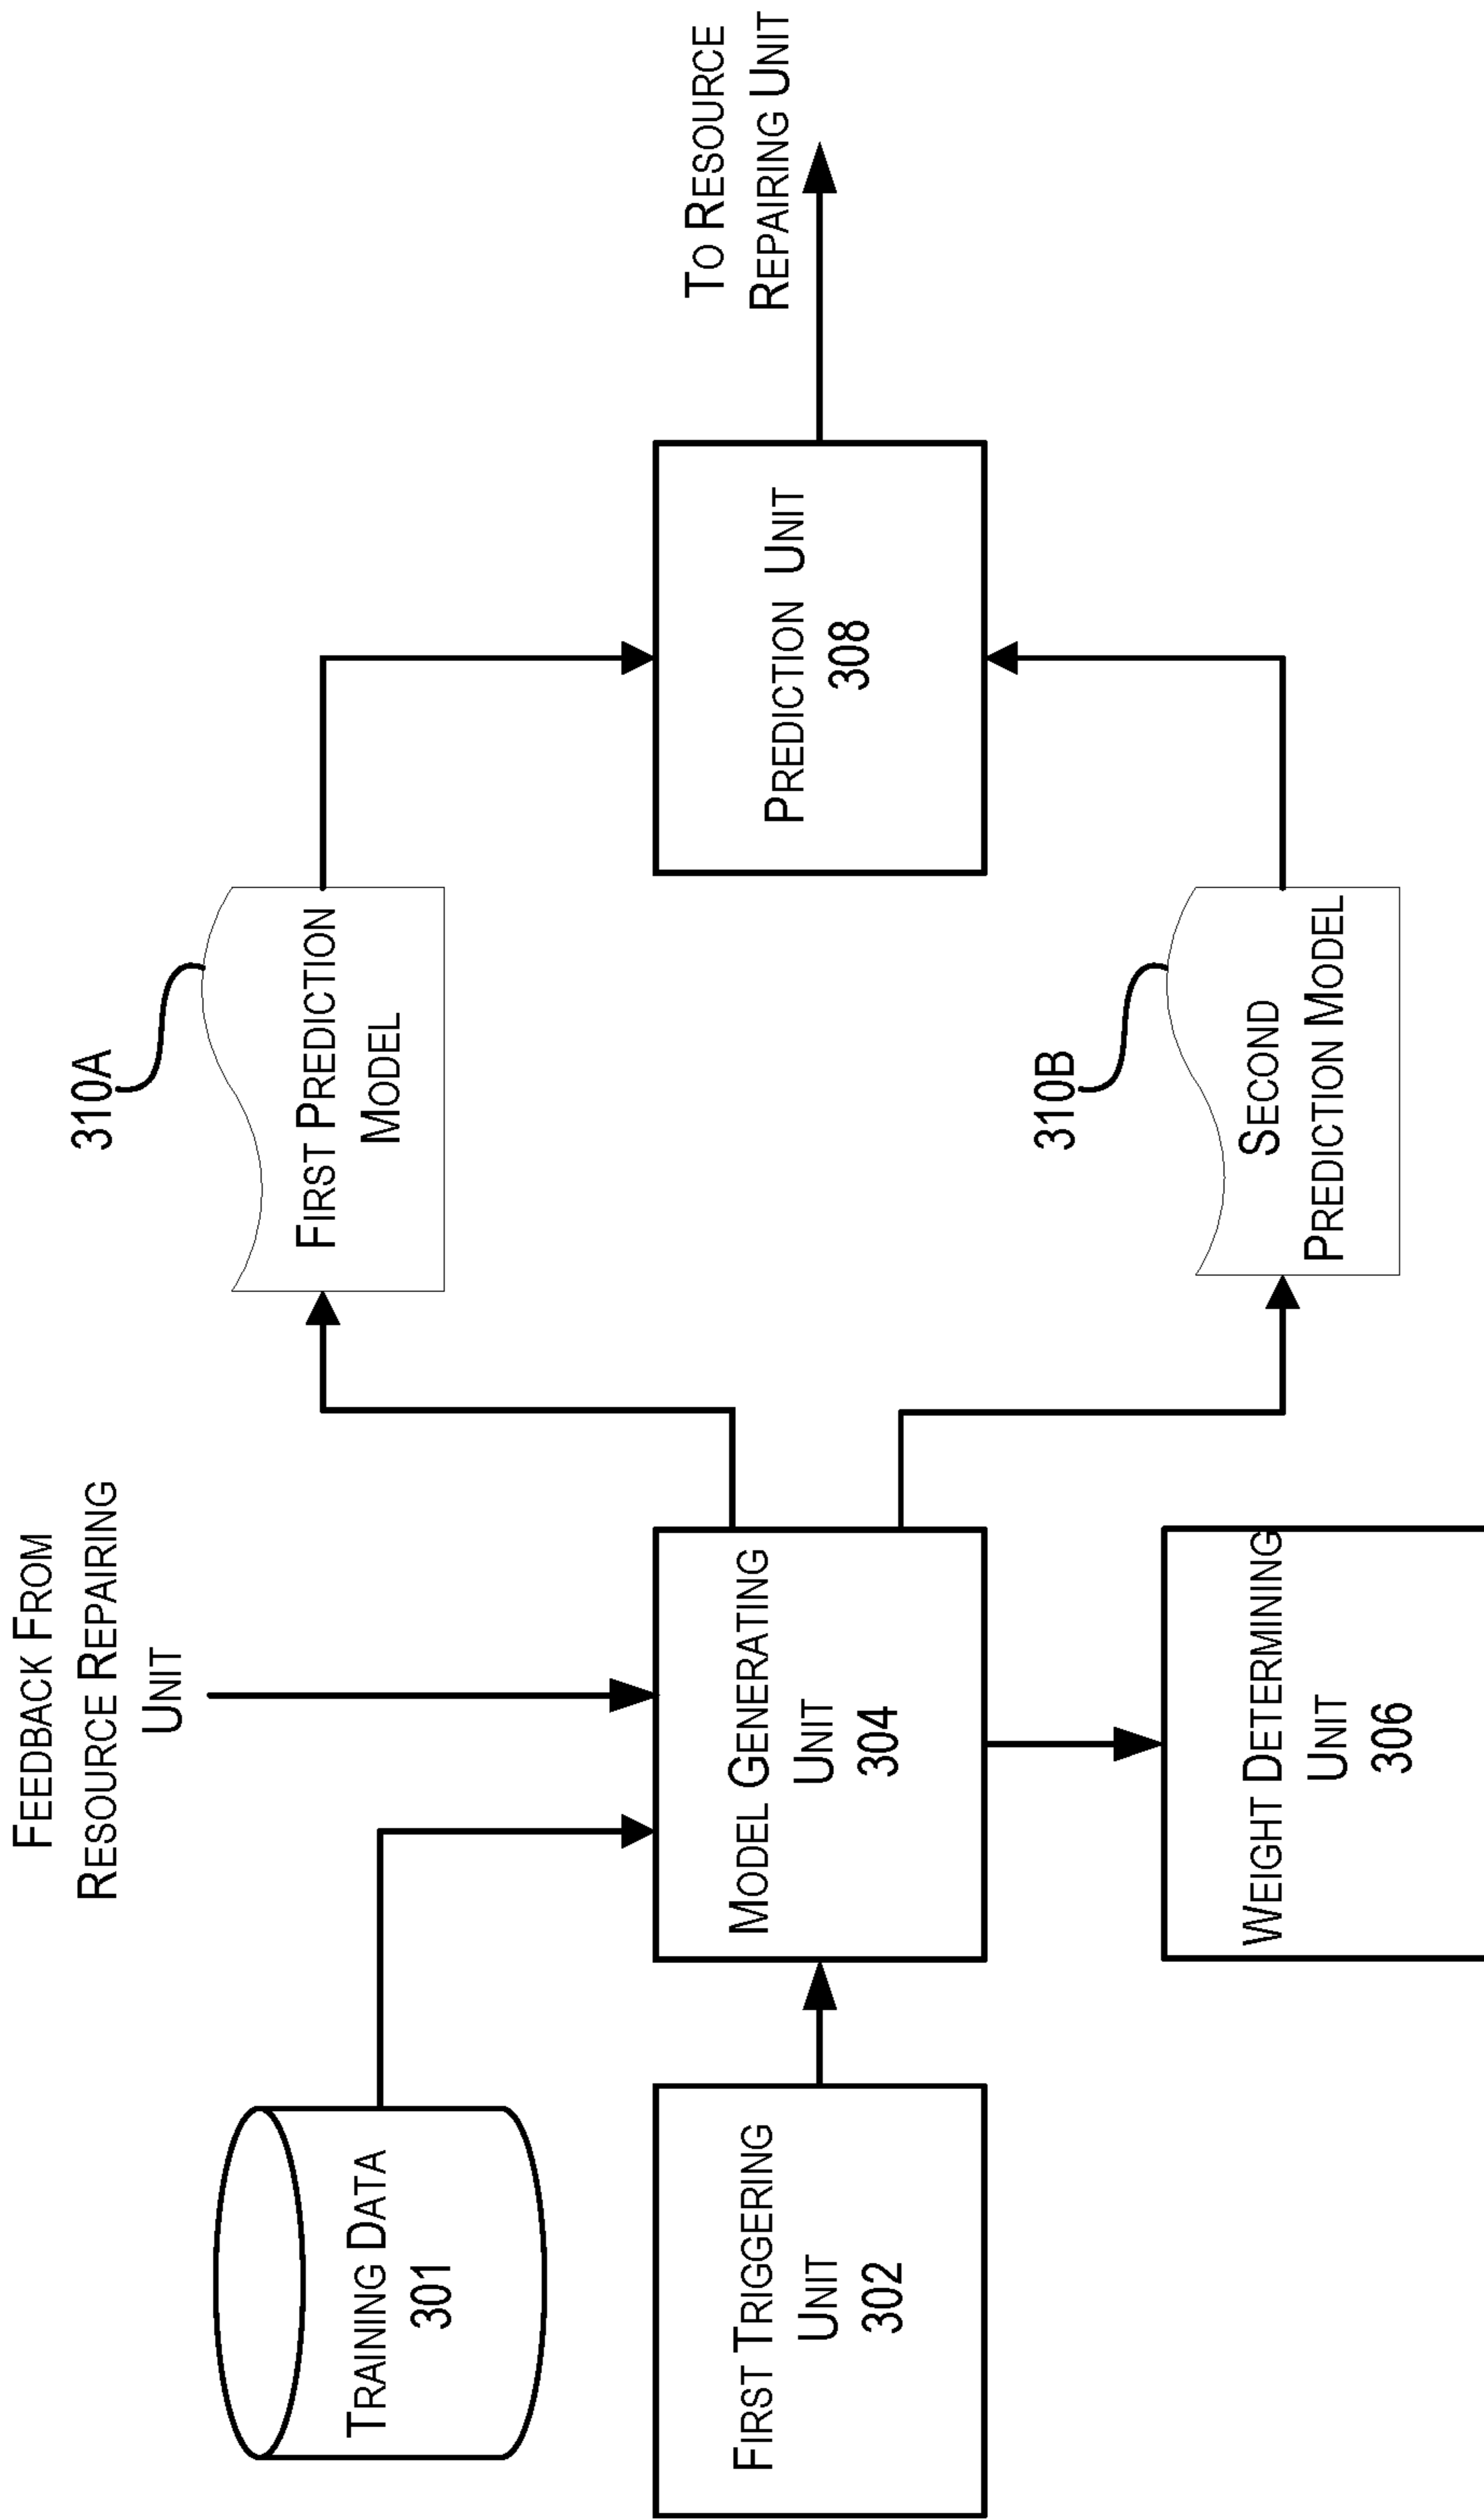 FEEDBACK FROM
RESOURCE REPAIRING
UNIT
310A
TRAINING DATA
301
FIRST PREDICTION
MODEL
TO RESOURCE
REPAIRING UNIT
FIRST TRIGGERING
UNIT
302
MODEL GENERATING
UNIT
304
PREDICTION UNIT
308
310B
WEIGHT DETERMINING
UNIT
306
SECOND
PREDICTION MODEL